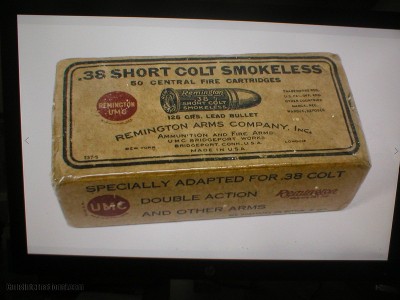 .38 SHORT COLT SMOKELESS
50 CENTRAL FIRE CARTRIDGES
REMINGTON
UMC
Remington
.38
SHORT COLT
SMOKELESS
125 GRS. LEAD BULLET
REMINGTON ARMS COMPANY, INC.
AMMUNITION AND FIRE ARMS
U.M.C. BRIDGEPORT WORKS
NEW YORK
BRIDGEPORT, CONN., U.S.A.
MADE IN U.S.A.
SPECIALLY ADAPTED FOR .38 COLT
UMC
DOUBLE ACTION
Remington
AND OTHER ARMS